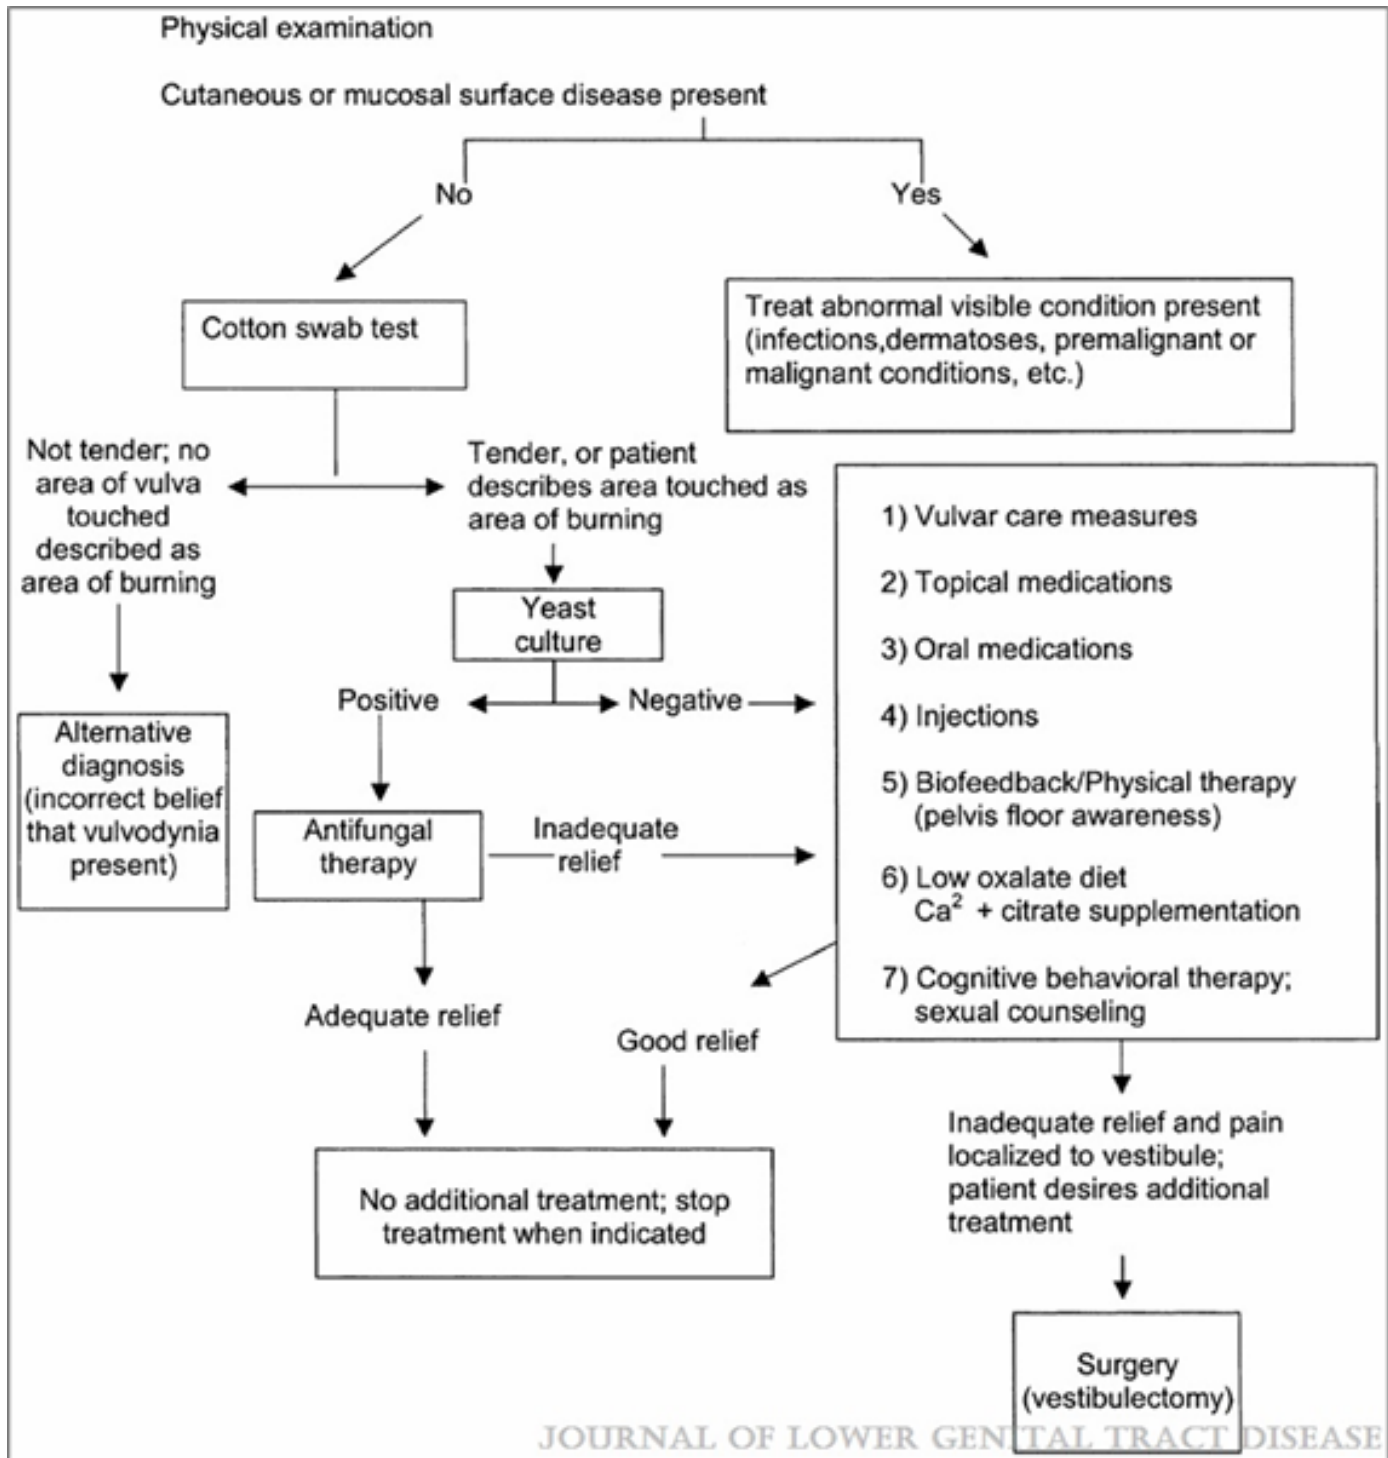 Physical examination
Cutaneous or mucosal surface disease present
No
Yes
Cotton swab test
Treat abnormal visible condition present
(infections,dermatoses, premalignant or
malignant conditions, etc.)
Not tender; no
area of vulva
touched
described as
area of burning
Tender, or patient
describes area touched as
area of burning
Yeast
culture
Positive
Negative
Alternative
diagnosis
(incorrect belief
that vulvodynia
present)
Antifungal
therapy
Inadequate
relief
1) Vulvar care measures
2) Topical medications
3) Oral medications
4) Injections
5) Biofeedback/Physical therapy
(pelvis floor awareness)
6) Low oxalate diet
Ca² + citrate supplementation
7) Cognitive behavioral therapy;
sexual counseling
Adequate relief
Good relief
No additional treatment; stop
treatment when indicated
Inadequate relief and pain
localized to vestibule;
patient desires additional
treatment
Surgery
(vestibulectomy)
JOURNAL OF LOWER GENITAL TRACT DISEASE